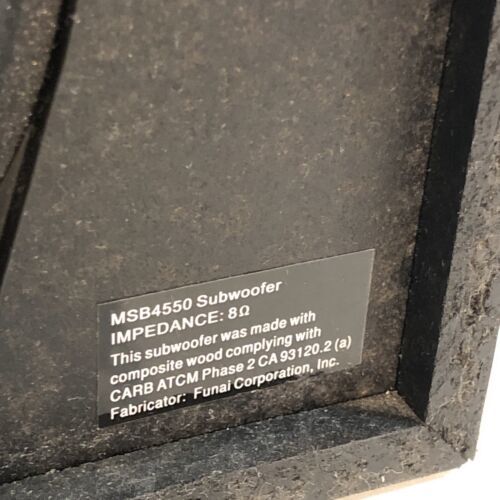 MSB4550 Subwoofer
IMPEDANCE: 8Ω
This subwoofer was made with
composite wood complying with
CARB ATCM Phase 2 CA 93120.2 (a)
Fabricator: Funai Corporation, Inc.